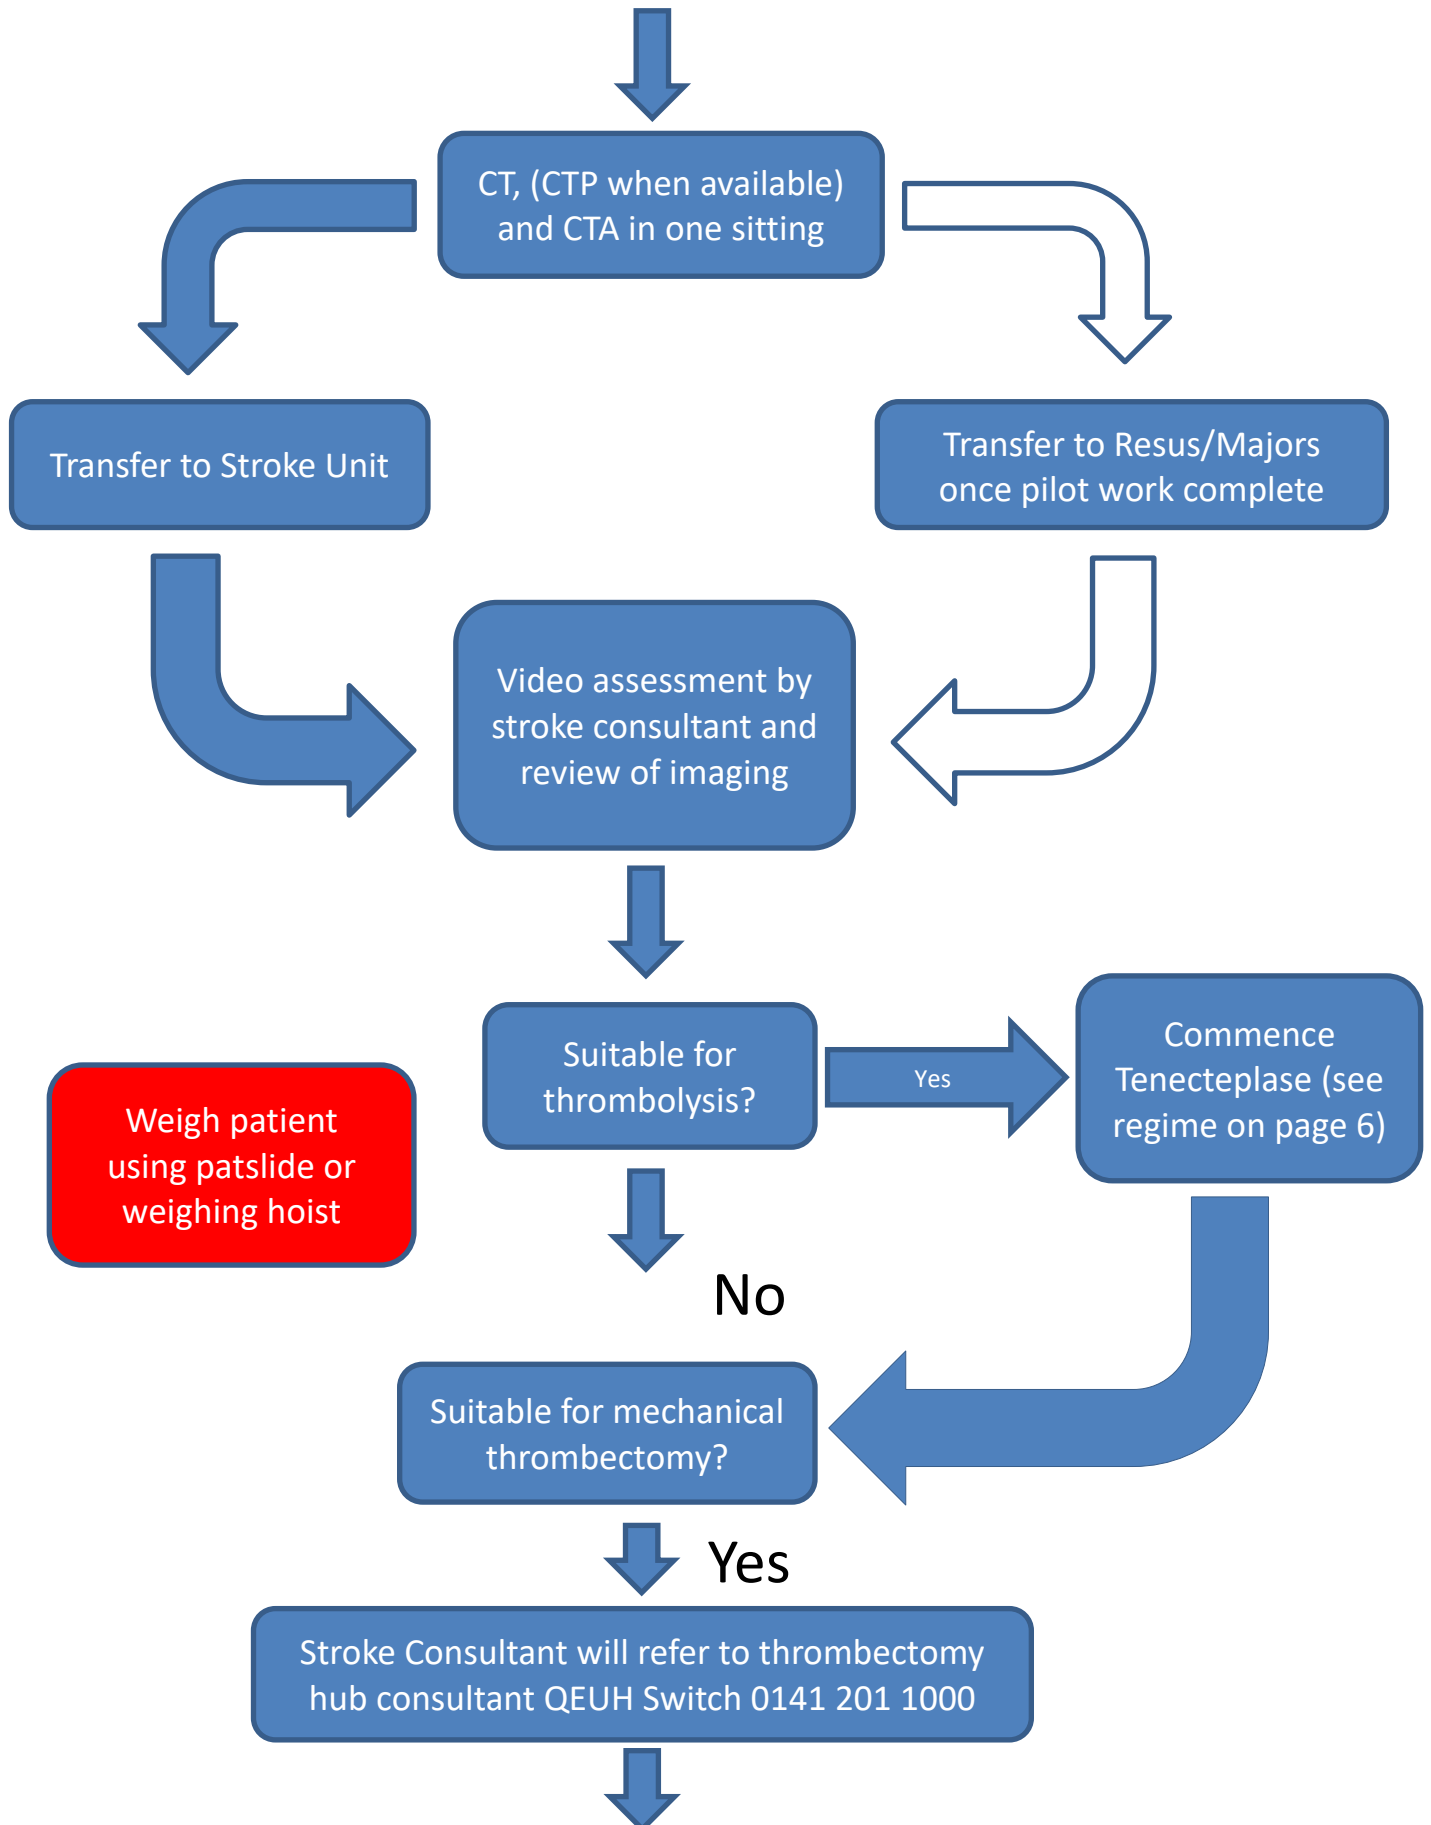 CT, (CTP when available)
and CTA in one sitting
Transfer to Stroke Unit
Transfer to Resus/Majors
once pilot work complete
Video assessment by
stroke consultant and
review of imaging
Suitable for
thrombolysis?
Yes
Commence
Tenecteplase (see
regime on page 6)
Weigh patient
using patslide or
weighing hoist
No
Suitable for mechanical
thrombectomy?
Yes
Stroke Consultant will refer to thrombectomy
hub consultant QEUH Switch 0141 201 1000